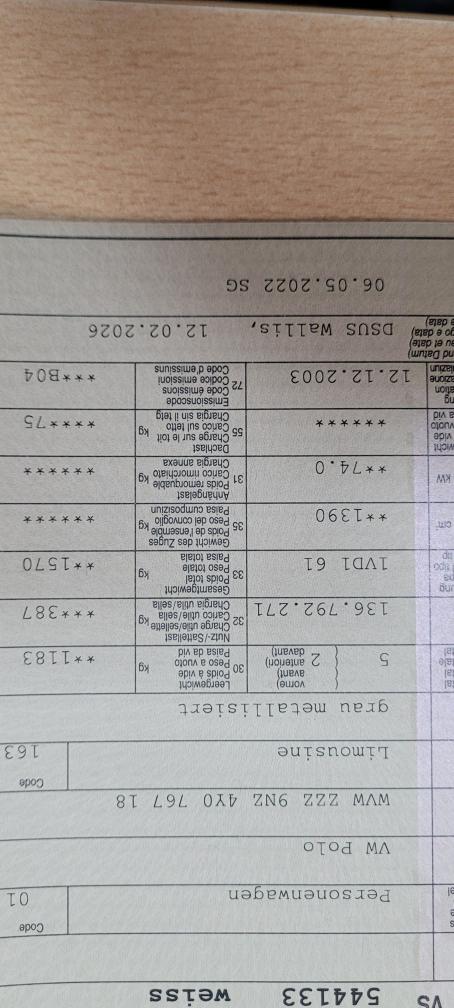 VS 544133 weiss
Code
Personenwagen 01
VW Polo
WVW ZZZ 9NZ 4Y0 767 18
Code
Limousine 163
grau metallisiert
5 { 2 (vorne)
(avant)
(anteriori)
(davant)
30 Leergewicht
Poids à vide
Peso a vuoto
Paisa da vid
kg **1183
136.792.271
32 Nutz-/Sattellast
Charge utile/sellette
Carico utile/sella
Chargia utila/sella
kg ***387
1VD1 61
33 Gesamtgewicht
Poids total
Peso totale
Paisa totala
kg **1570
cm³ **1390
35 Gewicht des Zuges
Poids de l'ensemble
Peso del convoglio
Paisa cumposiziun
kg ******
kW **74.0
31 Anhängelast
Poids remorquable
Carico rimorchiato
Chargia annexa
kg ******
*******
55 Dachlast
Charge sur le toit
Carico sul tetto
Chargia sin il tetg
kg ****75
12.12.2003
72 Emissionscode
Code émissions
Codice emissioni
Code d'emissiuns
***B04
DSUS Wallis, 12.02.2026
06.05.2022 SG